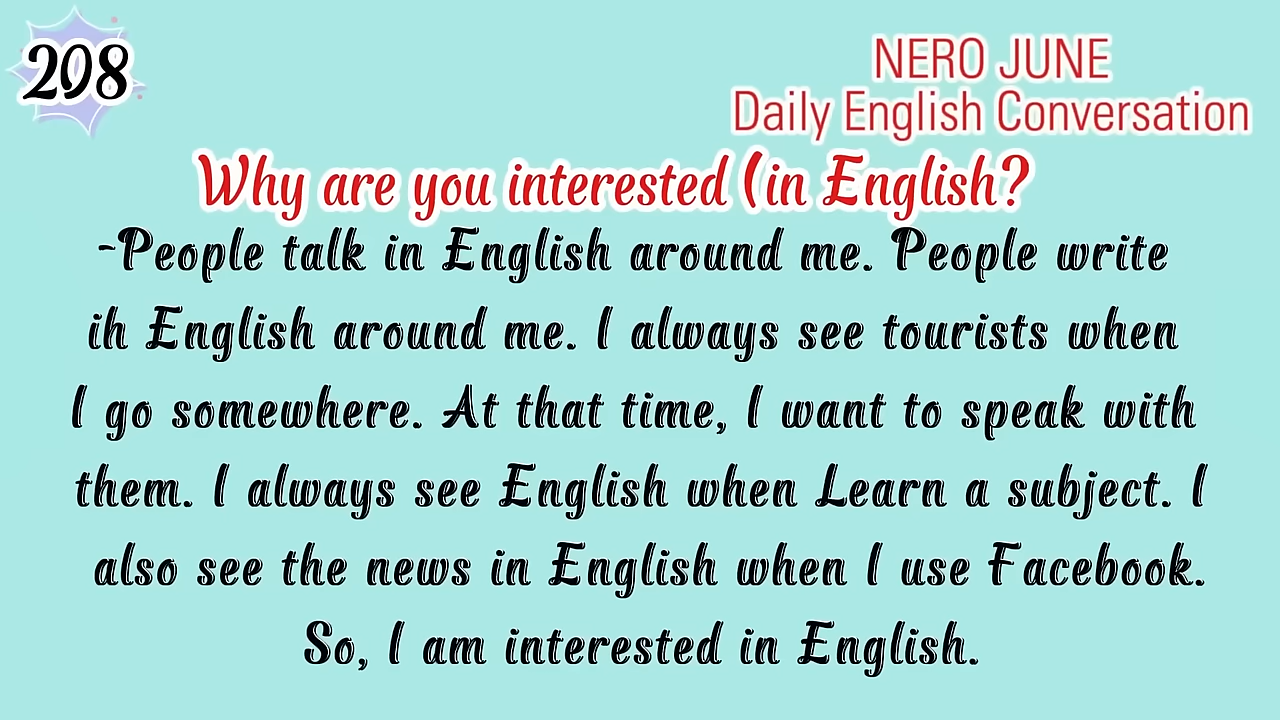 208
NERO JUNE
Daily English Conversation
Why are you interested (in English?
-People talk in English around me. People write
ih English around me. I always see tourists when
I go somewhere. At that time, I want to speak with
them. I always see English when Learn a subject. I
also see the news in English when I use Facebook.
So, I am interested in English.